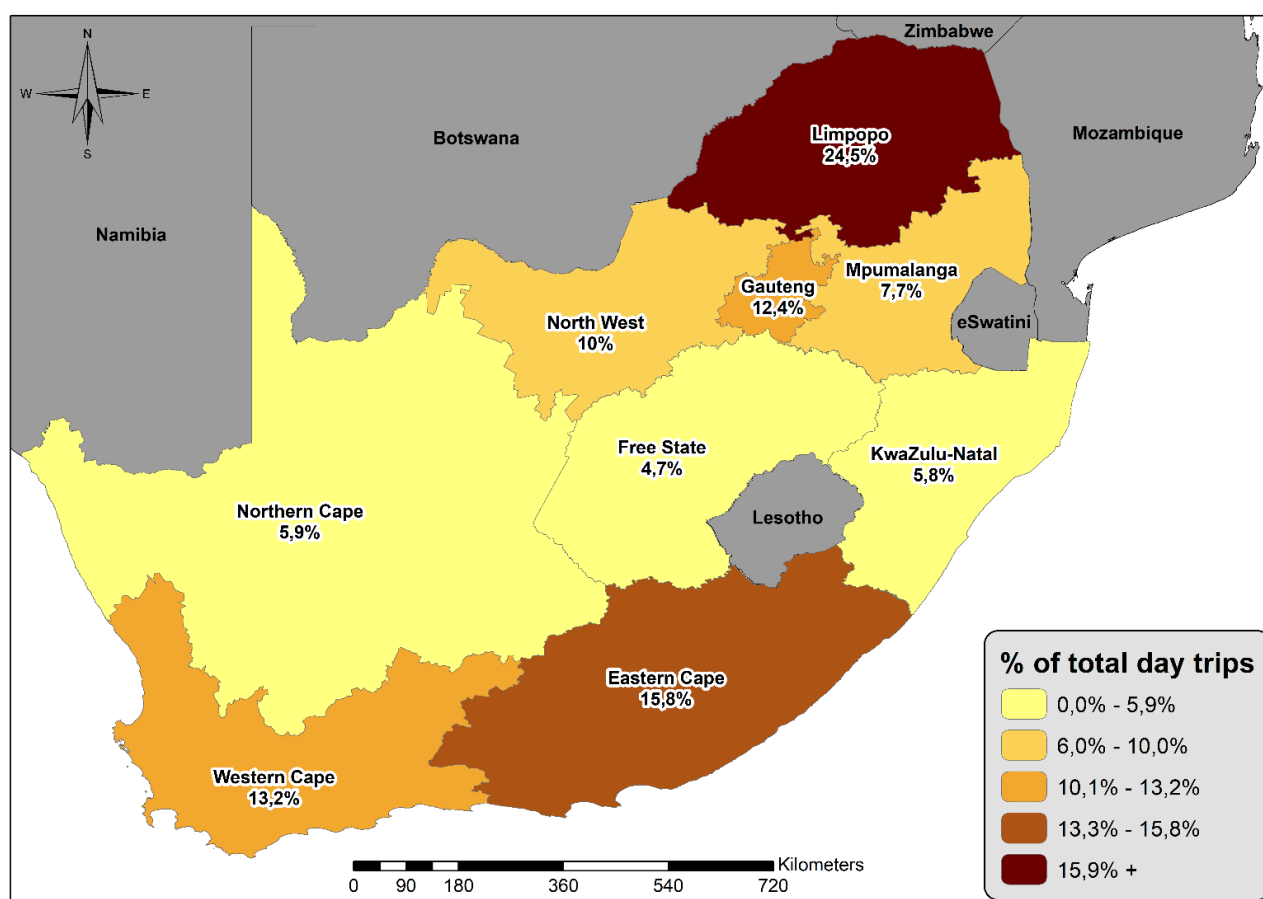 N
W
E
S
Zimbabwe
Limpopo
24,5%
Mozambique
Botswana
Namibia
Mpumalanga
7,7%
Gauteng
12,4%
North West
10%
eSwatini
Free State
4,7%
KwaZulu-Natal
5,8%
Northern Cape
5,9%
Lesotho
Eastern Cape
15,8%
Western Cape
13,2%
% of total day trips
0,0% - 5,9%
6,0% - 10,0%
10,1% - 13,2%
13,3% - 15,8%
15,9% +
Kilometers
0 90 180 360 540 720